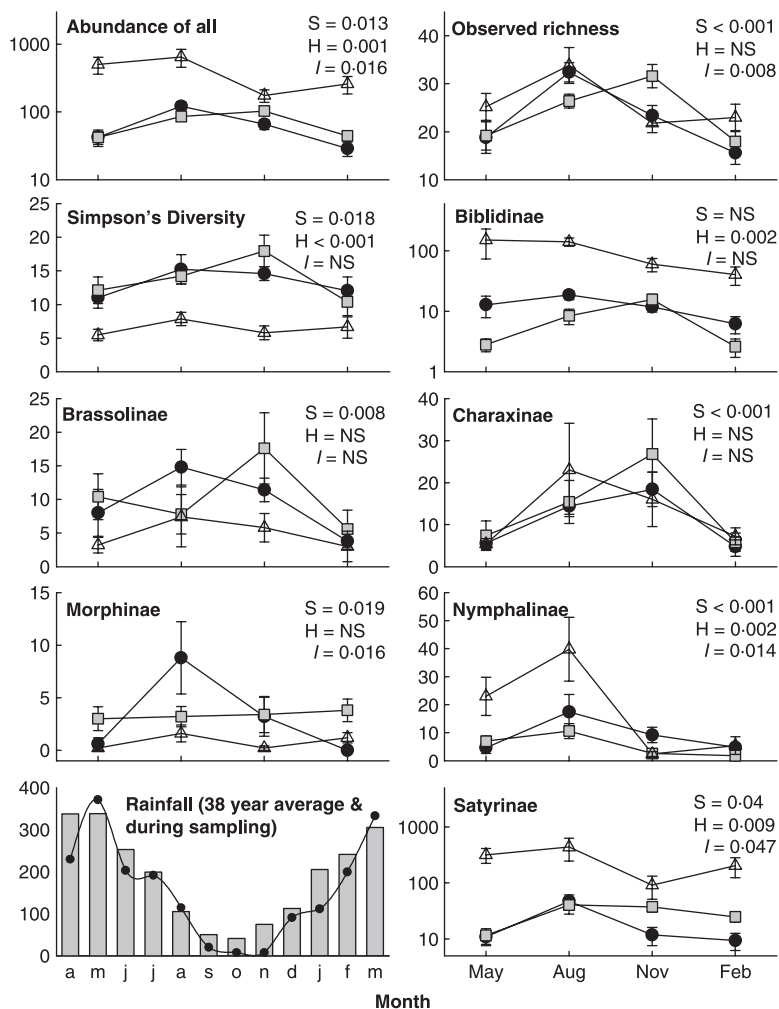 Abundance of all
S = 0·013
H = 0·001
I = 0·016
1000
100
10
Observed richness
S < 0·001
H = NS
I = 0·008
40
30
20
10
Simpson's Diversity
S = 0·018
H < 0·001
I = NS
25
20
15
10
5
0
Biblidinae
S = NS
H = 0·002
I = NS
100
10
1
Brassolinae
S = 0·008
H = NS
I = NS
25
20
15
10
5
0
Charaxinae
S < 0·001
H = NS
I = NS
40
30
20
10
0
Morphinae
S = 0·019
H = NS
I = 0·016
15
10
5
0
Nymphalinae
S < 0·001
H = 0·002
I = 0·014
60
50
40
30
20
10
0
Rainfall (38 year average &
during sampling)
400
300
200
100
0
a m j j a s o n d j f m
Satyrinae
S = 0·04
H = 0·009
I = 0·047
1000
100
10
May Aug Nov Feb
Month